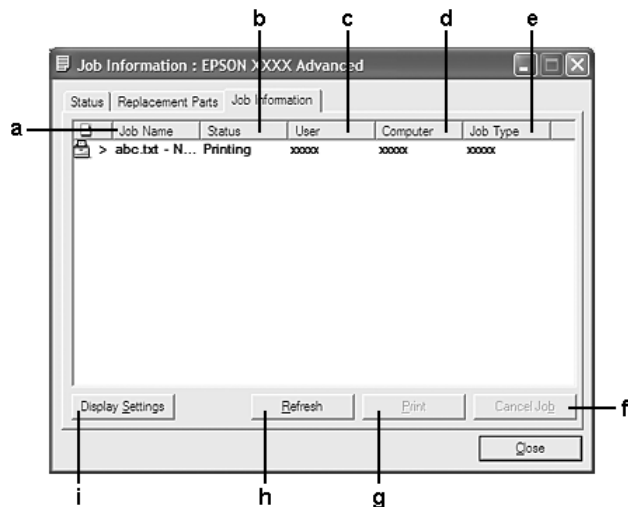 b c d e
Job Information : EPSON XXXX Advanced
Status Replacement Parts Job Information
a Job Name Status User Computer Job Type
> abc.txt - N... Printing xxxxx xxxxx xxxxx
Display Settings Refresh Print Cancel Job f
Close
i h g